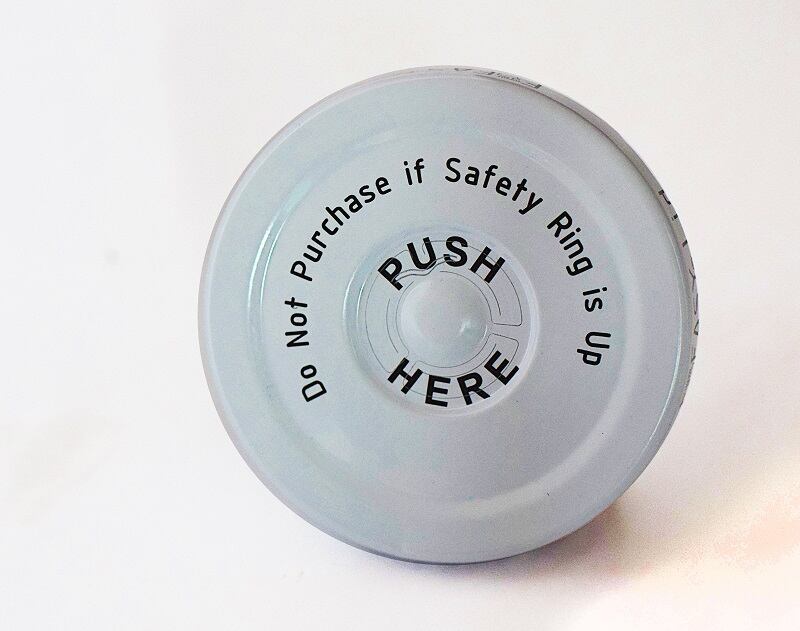 Do Not Purchase if Safety Ring is Up
PUSH
HERE